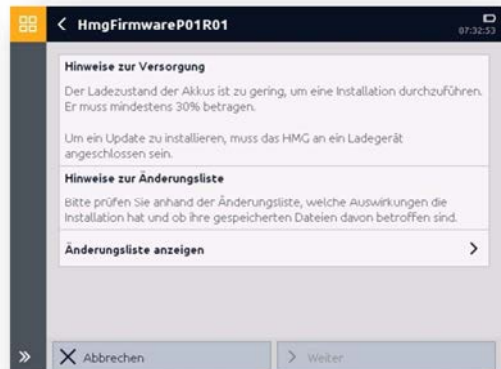 HmgFirmwareP01R01
07:32:53
Hinweise zur Versorgung
Der Ladezustand der Akkus ist zu gering, um eine Installation durchzuführen.
Er muss mindestens 30% betragen.
Um ein Update zu installieren, muss das HMG an ein Ladegerät
angeschlossen sein.
Hinweise zur Änderungsliste
Bitte prüfen Sie anhand der Änderungsliste, welche Auswirkungen die
Installation hat und ob ihre gespeicherten Dateien davon betroffen sind.
Änderungsliste anzeigen
Abbrechen
Weiter